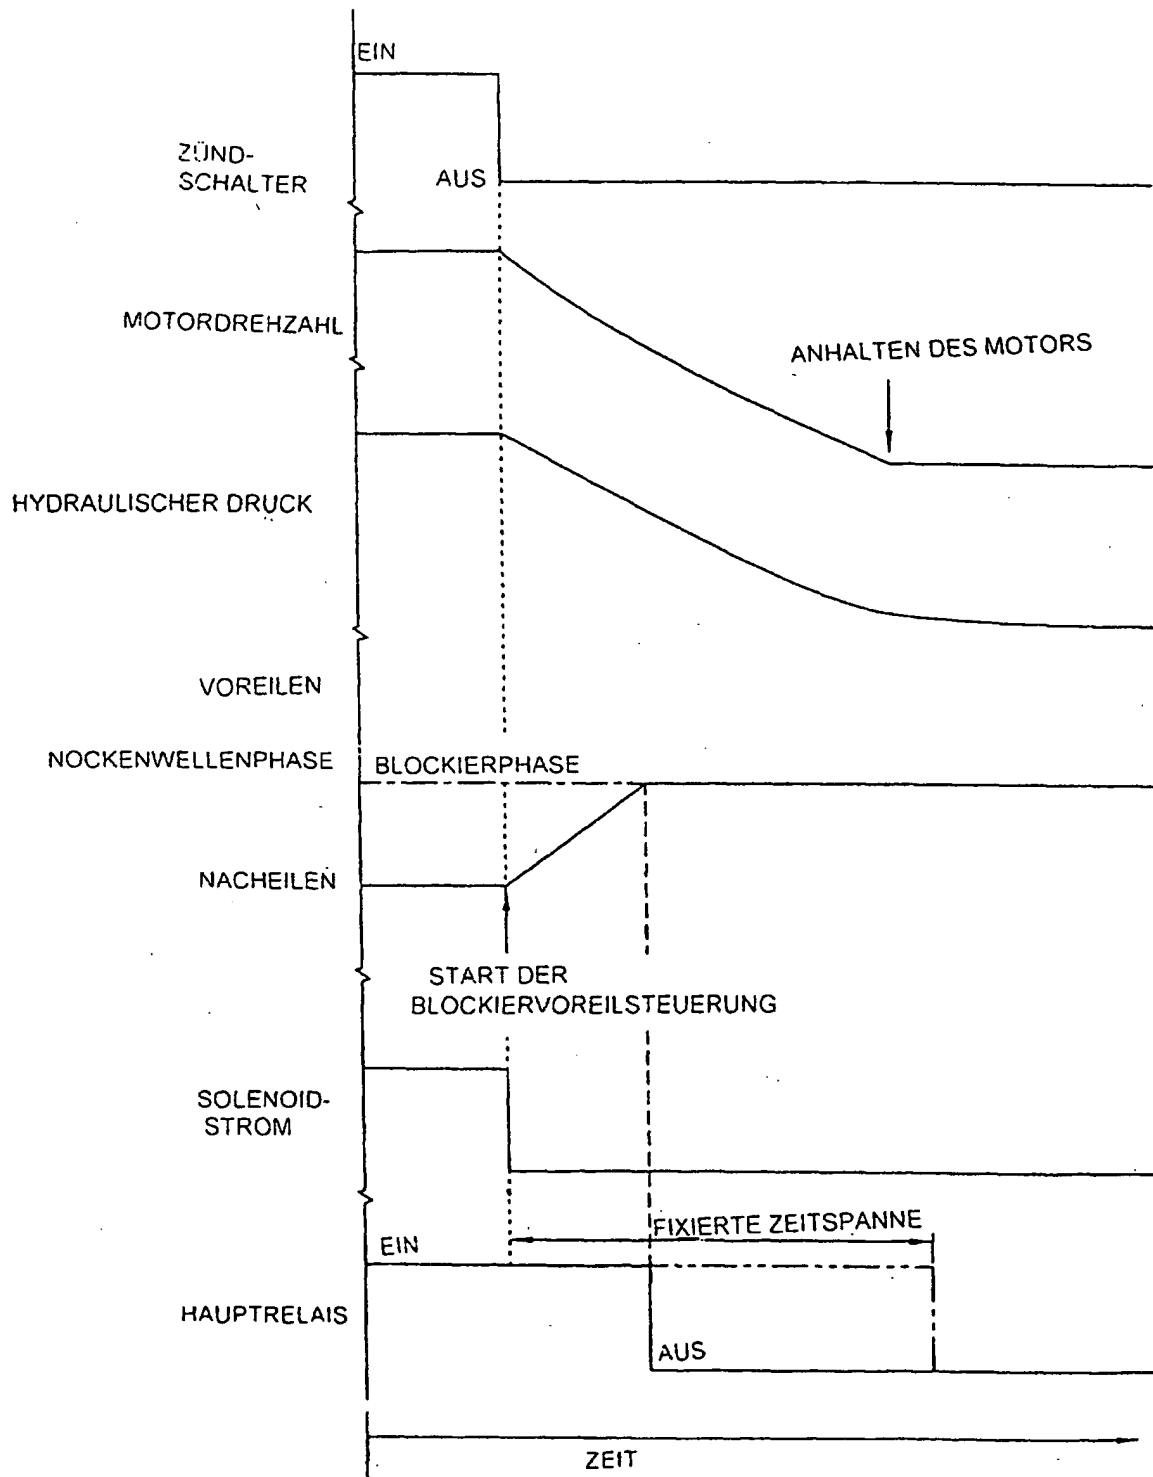 EIN
ZÜND-
SCHALTER
AUS
MOTORDREHZAHL
ANHALTEN DES MOTORS
HYDRAULISCHER DRUCK
VOREILEN
NOCKENWELLENPHASE
BLOCKIERPHASE
NACHEILEN
START DER
BLOCKIERVOREILSTEUERUNG
SOLENOID-
STROM
FIXIERTE ZEITSPANNE
EIN
HAUPTRELAIS
AUS
ZEIT